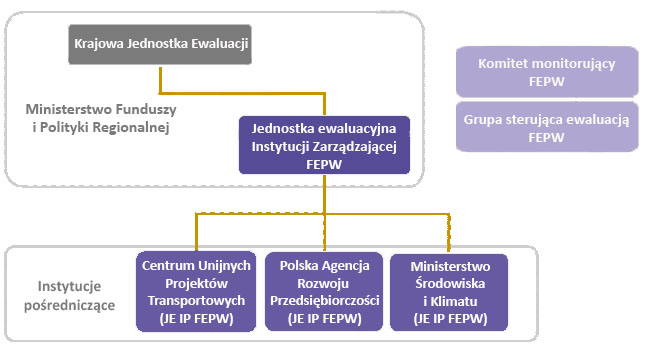 Krajowa Jednostka Ewaluacji
Ministerstwo Funduszy
i Polityki Regionalnej
Jednostka ewaluacyjna
Instytucji Zarządzającej
FEPW
Komitet monitorujący
FEPW
Grupa sterująca ewaluacją
FEPW
Instytucje
pośredniczące
Centrum Unijnych
Projektów
Transportowych
(JE IP FEPW)
Polska Agencja
Rozwoju
Przedsiębiorczości
(JE IP FEPW)
Ministerstwo
Środowiska
i Klimatu
(JE IP FEPW)